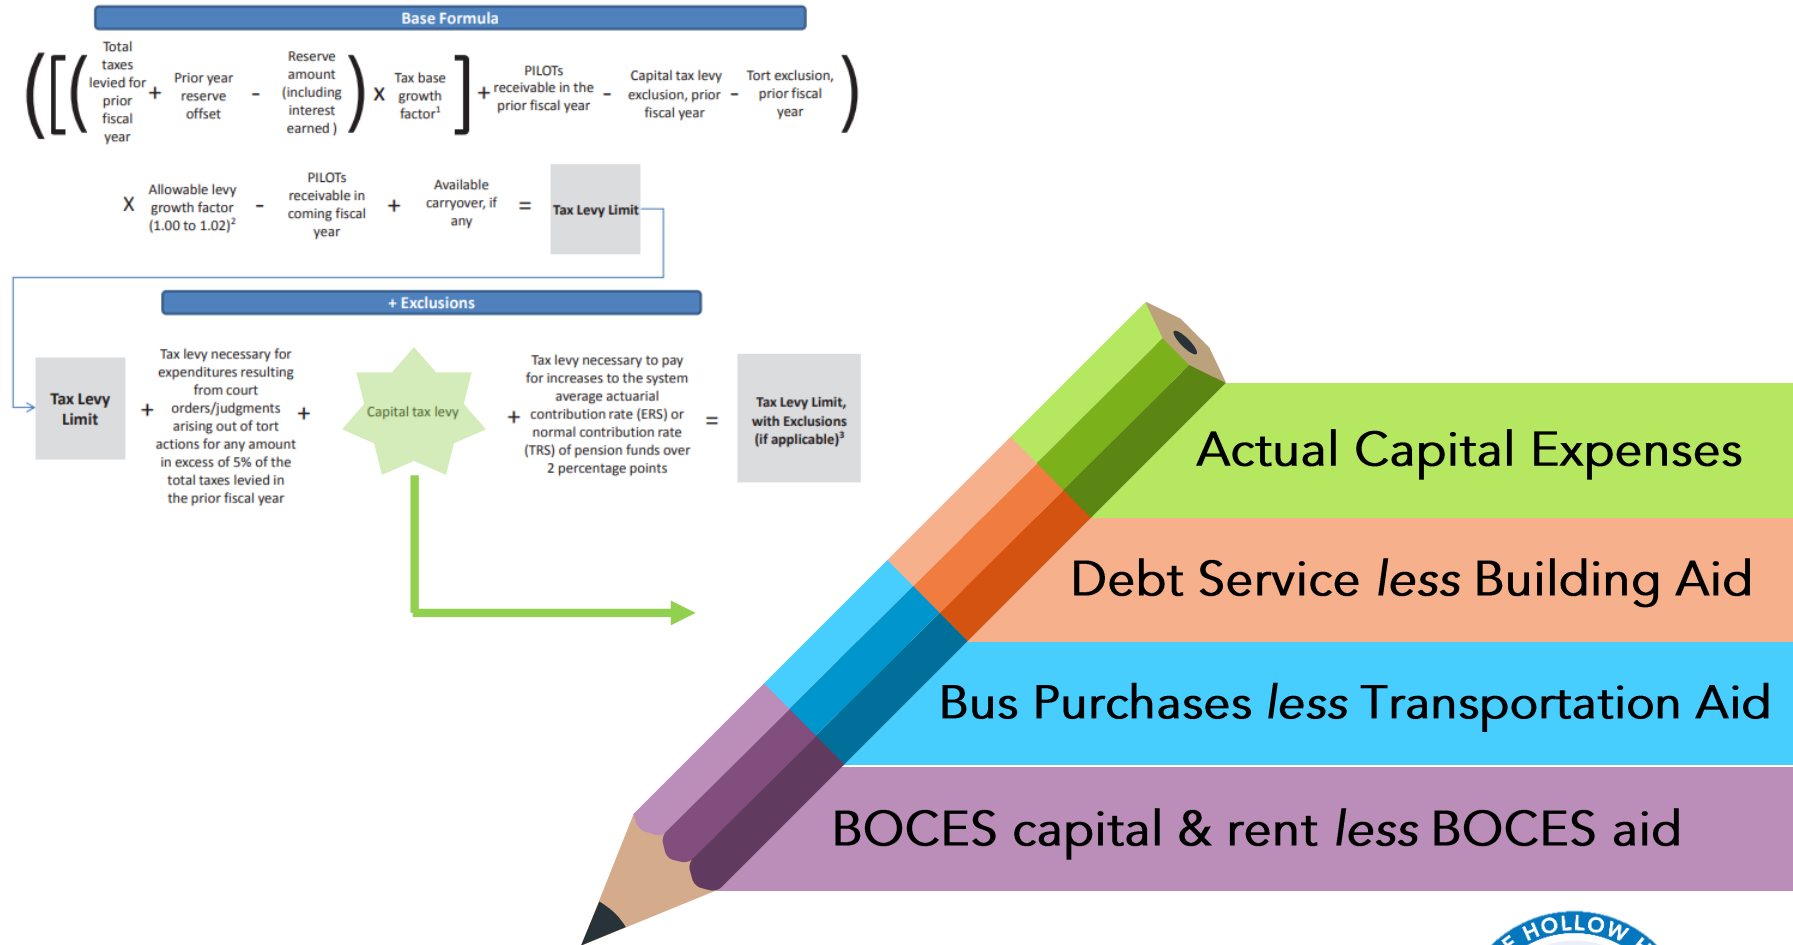 Base Formula
Total
taxes
levied for
prior
fiscal
year
+
Prior year
reserve
offset
-
Reserve
amount
(including
interest
earned )
X
Tax base
growth
factor1
+
PILOTs
receivable in the
prior fiscal year
-
Capital tax levy
exclusion, prior
fiscal year
-
Tort exclusion,
prior fiscal
year
X
Allowable levy
growth factor
(1.00 to 1.02)2
-
PILOTs
receivable in
coming fiscal
year
+
Available
carryover, if
any
=
Tax Levy Limit
+ Exclusions
Tax Levy
Limit
+
Tax levy necessary for
expenditures resulting
from court
orders/judgments
arising out of tort
actions for any amount
in excess of 5% of the
total taxes levied in
the prior fiscal year
+
Capital tax levy
+
Tax levy necessary to pay
for increases to the system
average actuarial
contribution rate (ERS) or
normal contribution rate
(TRS) of pension funds over
2 percentage points
=
Tax Levy Limit,
with Exclusions
(if applicable)3
Actual Capital Expenses
Debt Service less Building Aid
Bus Purchases less Transportation Aid
BOCES capital & rent less BOCES aid
HOLLOW